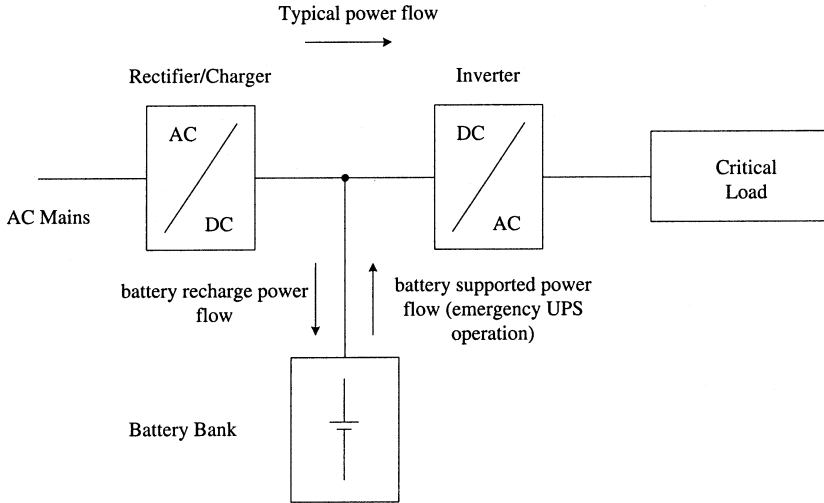 Typical power flow
Rectifier/Charger
Inverter
AC
DC
DC
AC
Critical
Load
AC Mains
battery recharge power
flow
battery supported power
flow (emergency UPS
operation)
Battery Bank